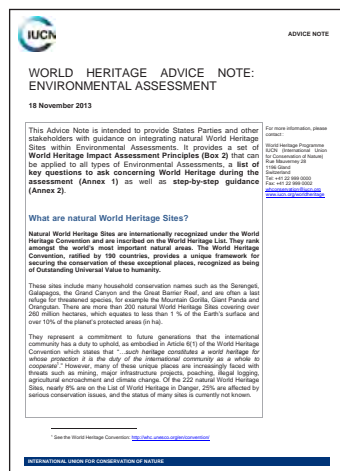 IUCN
ADVICE NOTE
WORLD HERITAGE ADVICE NOTE:
ENVIRONMENTAL ASSESSMENT
18 November 2013
This Advice Note is intended to provide States Parties and other
stakeholders with guidance on integrating natural World Heritage
Sites within Environmental Assessments. It provides a set of
World Heritage Impact Assessment Principles (Box 2) that can
be applied to all types of Environmental Assessments, a list of
key questions to ask concerning World Heritage during the
assessment (Annex 1) as well as step-by-step guidance
(Annex 2).
For more information, please
contact:
World Heritage Programme
IUCN (International Union
for Conservation of Nature)
Rue Mauverney 28
1196 Gland
Switzerland
Tel: +41 22 999 0000
Fax: +41 22 999 0002
whconservation@iucn.org
www.iucn.org/worldheritage
What are natural World Heritage Sites?
Natural World Heritage Sites are internationally recognized under the World
Heritage Convention and are inscribed on the World Heritage List. They rank
amongst the world's most important natural areas. The World Heritage
Convention, ratified by 190 countries, provides a unique framework for
securing the conservation of these exceptional places, recognized as being
of Outstanding Universal Value to humanity.
These sites include many household conservation names such as the Serengeti,
Galapagos, the Grand Canyon and the Great Barrier Reef, and are often a last
refuge for threatened species, for example the Mountain Gorilla, Giant Panda and
Orangutan. There are more than 200 natural World Heritage Sites covering over
260 million hectares, which equates to less than 1 % of the Earth's surface and
over 10% of the planet's protected areas (in ha).
They represent a commitment to future generations that the international
community has a duty to uphold, as embodied in Article 6(1) of the World Heritage
Convention which states that "...such heritage constitutes a world heritage for
whose protection it is the duty of the international community as a whole to
cooperate¹." However, many of these unique places are increasingly faced with
threats such as mining, major infrastructure projects, poaching, illegal logging,
agricultural encroachment and climate change. Of the 222 natural World Heritage
Sites, nearly 8% are on the List of World Heritage in Danger, 25% are affected by
serious conservation issues, and the status of many sites is currently not known.
¹ See the World Heritage Convention: http://whc.unesco.org/en/convention/
INTERNATIONAL UNION FOR CONSERVATION OF NATURE